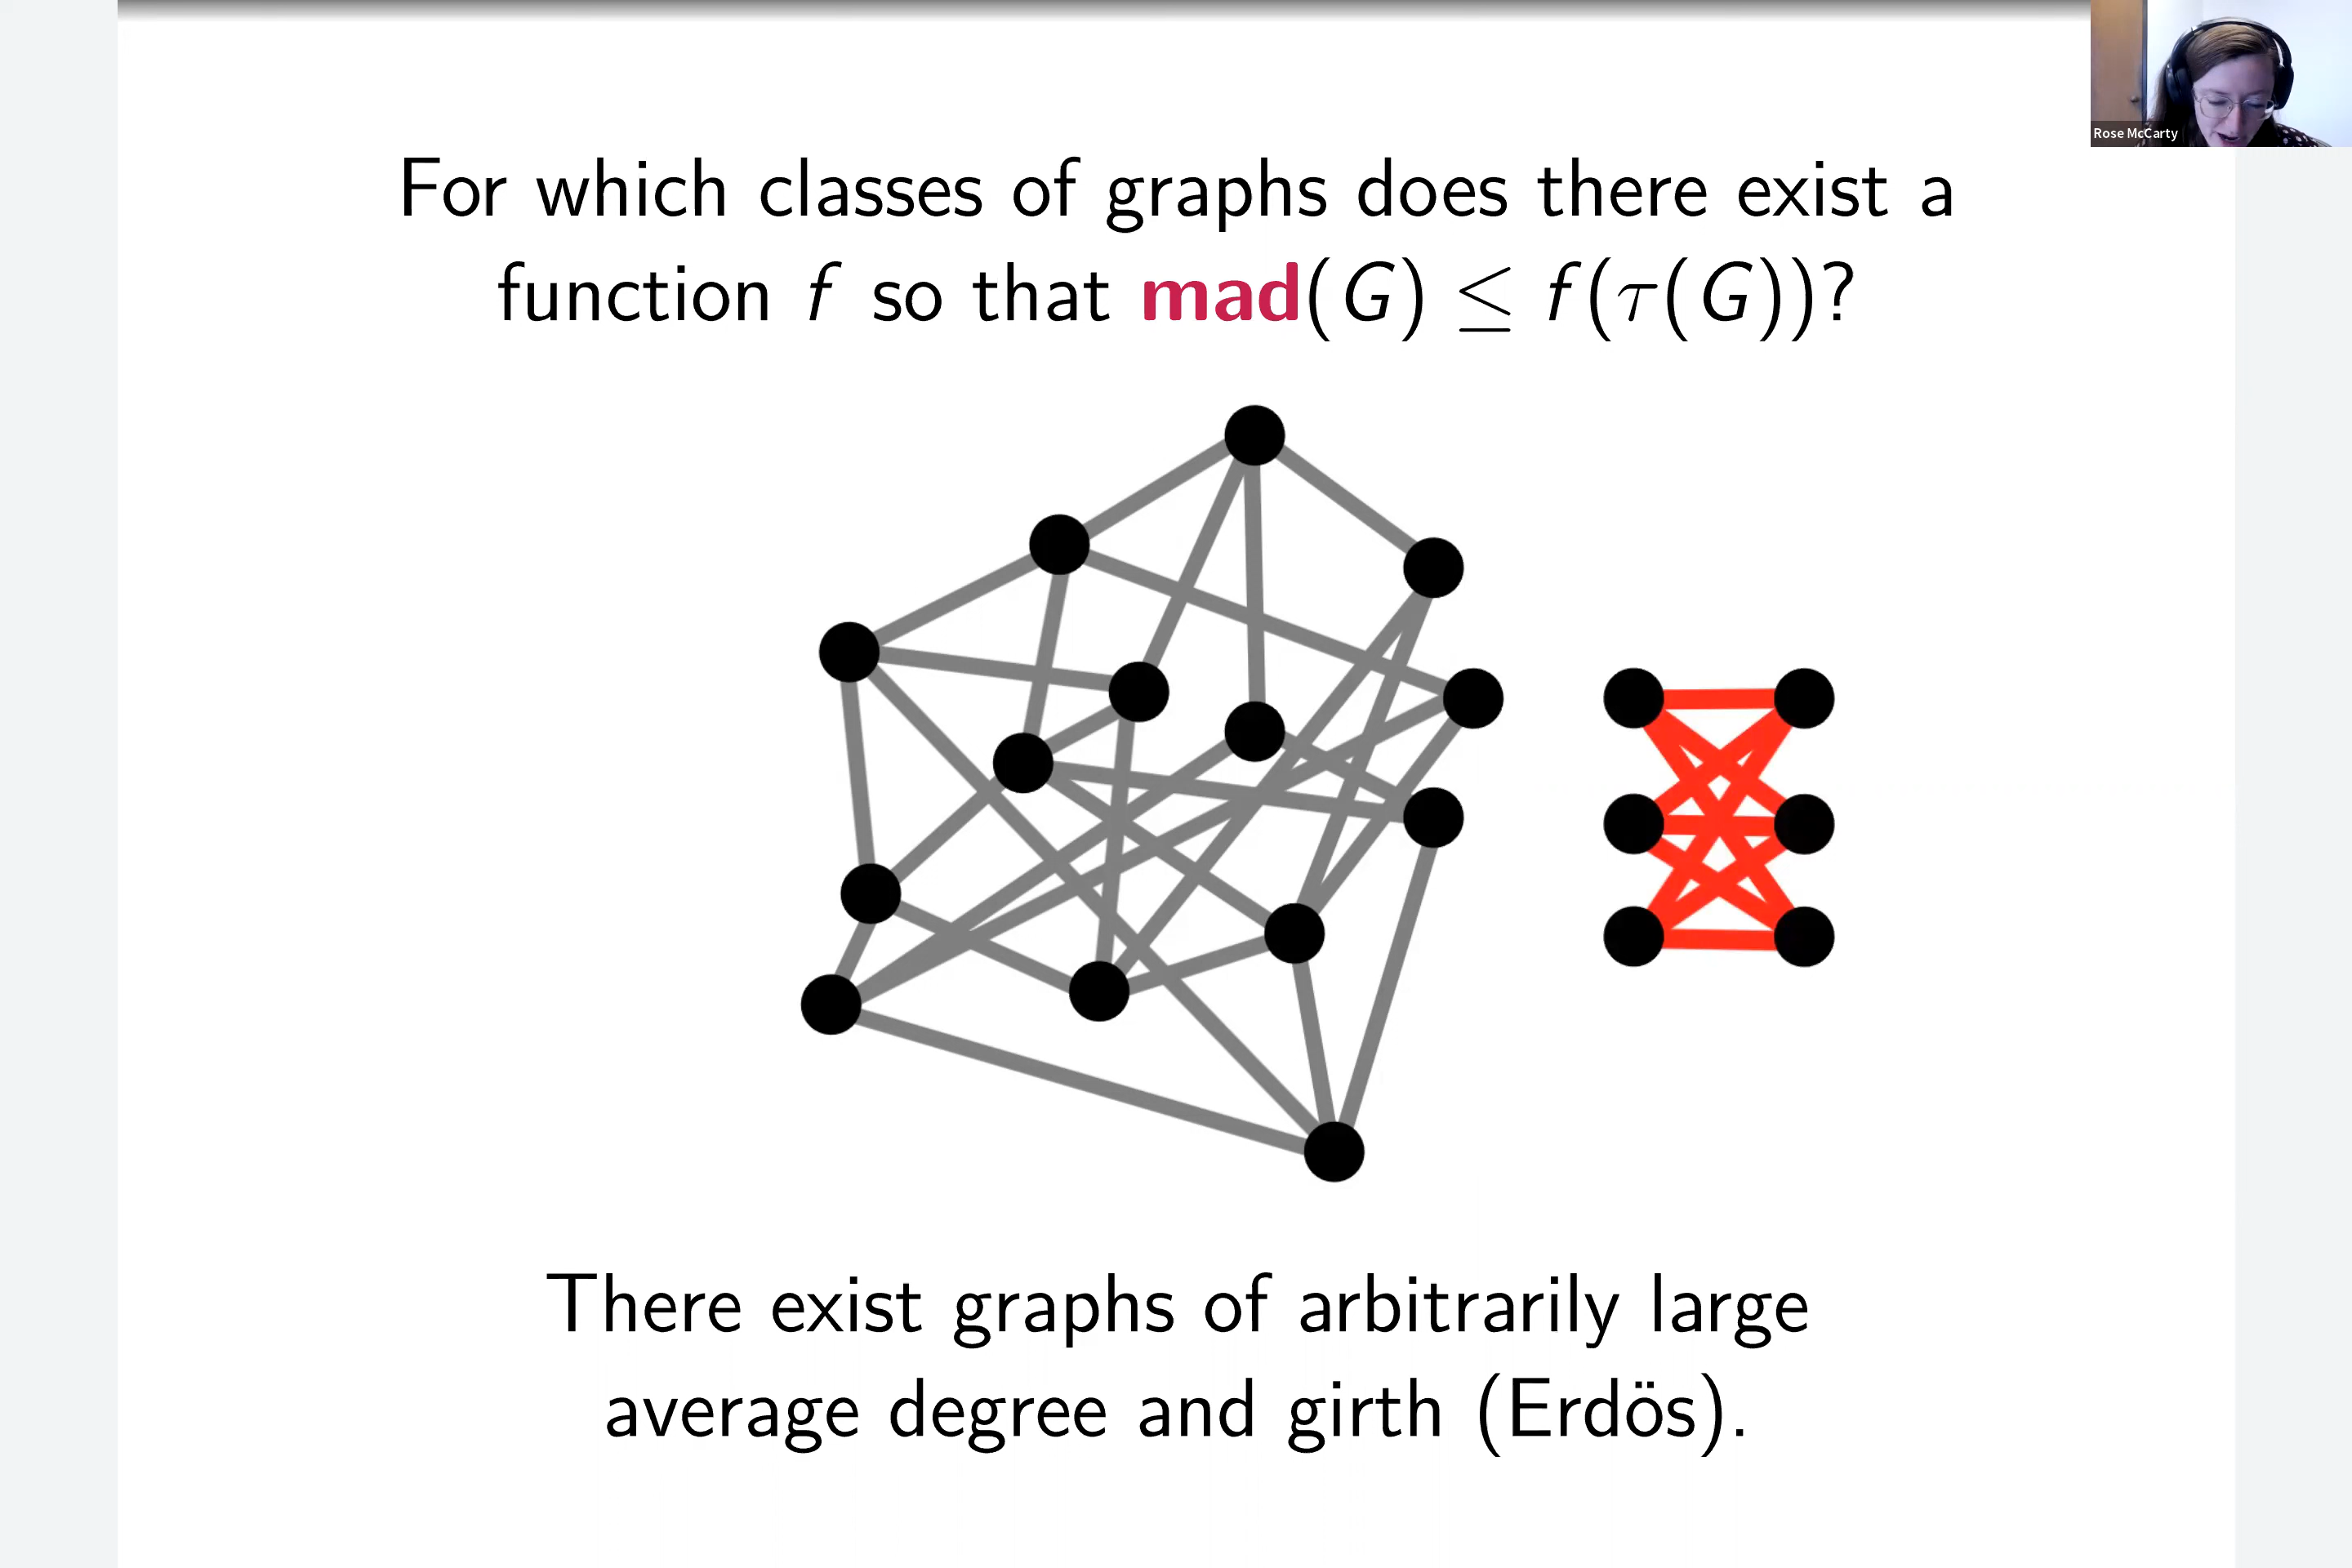 Rose McCarty
For which classes of graphs does there exist a
function f so that mad(G) ≤ f(τ(G))?
There exist graphs of arbitrarily large
average degree and girth (Erdös).